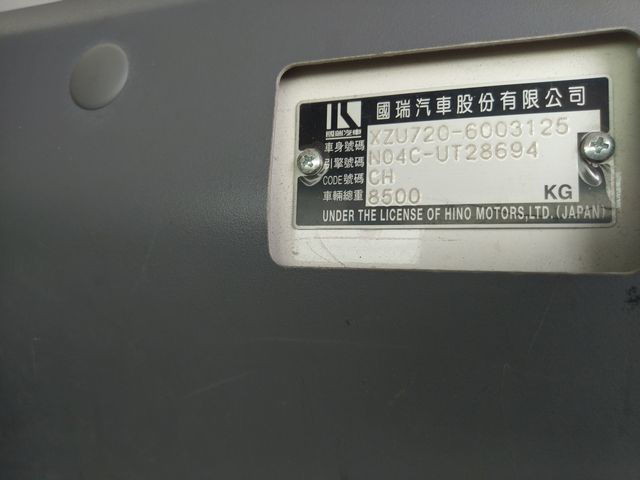 國瑞汽車股份有限公司
國瑞汽車
車身號碼 XZU720-6003125
引擎號碼 N04C-UT28694
CODE號碼 CH
車輛總重 8500 KG
UNDER THE LICENSE OF HINO MOTORS,LTD.(JAPAN)